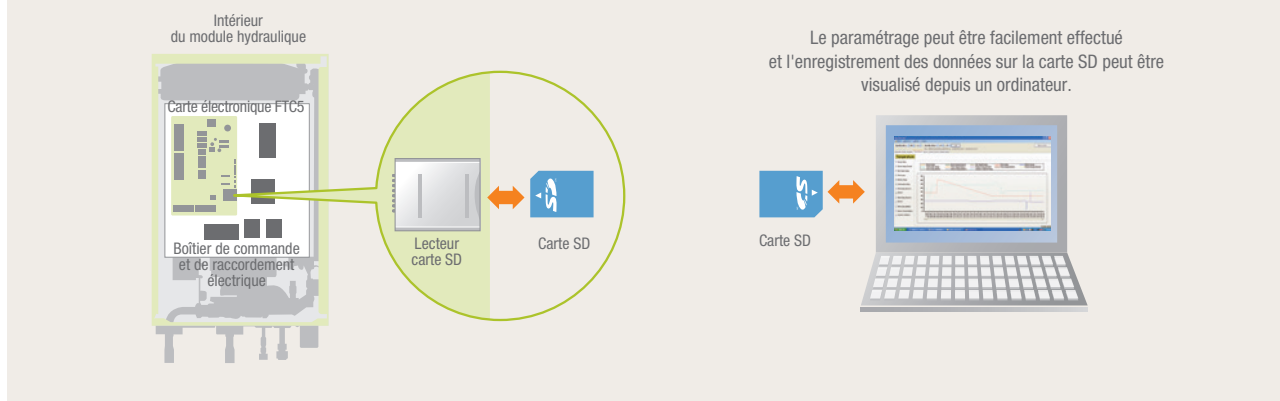 Intérieur
du module hydraulique
Carte électronique FTC5
Boîtier de commande
et de raccordement
électrique
Lecteur
carte SD
Carte SD
Le paramétrage peut être facilement effectué
et l'enregistrement des données sur la carte SD peut être
visualisé depuis un ordinateur.
Carte SD